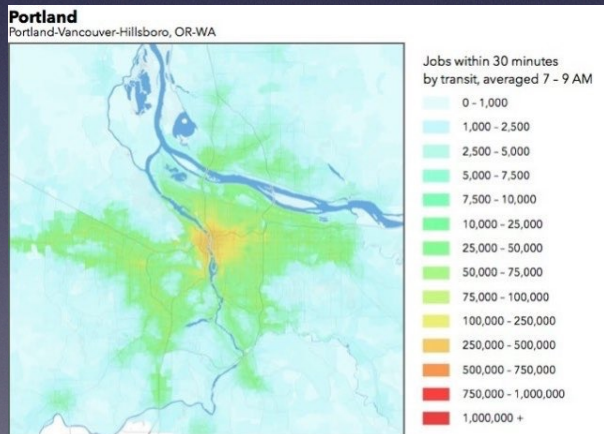 Portland
Portland-Vancouver-Hillsboro, OR-WA
Jobs within 30 minutes
by transit, averaged 7 - 9 AM
0 - 1,000
1,000 - 2,500
2,500 - 5,000
5,000 - 7,500
7,500 - 10,000
10,000 - 25,000
25,000 - 50,000
50,000 - 75,000
75,000 - 100,000
100,000 - 250,000
250,000 - 500,000
500,000 - 750,000
750,000 - 1,000,000
1,000,000 +